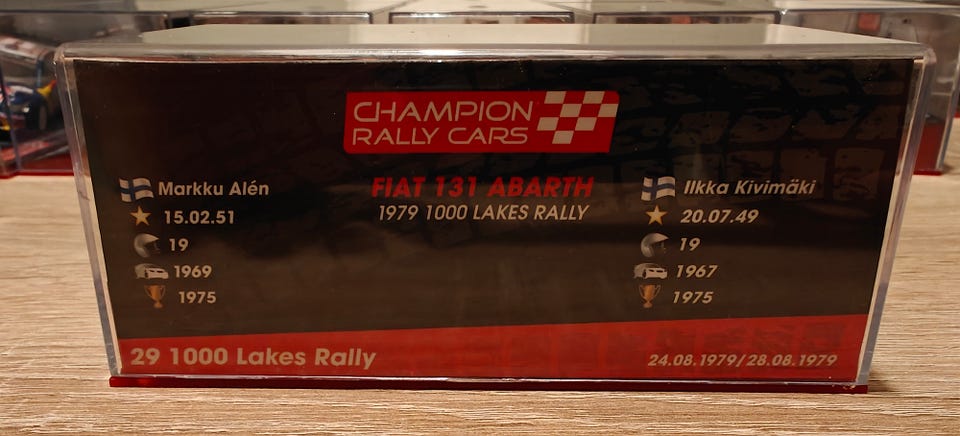 CHAMPION
RALLY CARS
FIAT 131 ABARTH
1979 1000 LAKES RALLY
Markku Alén
15.02.51
19
1969
1975
Ilkka Kivimäki
20.07.49
19
1967
1975
29 1000 Lakes Rally
24.08.1979/28.08.1979